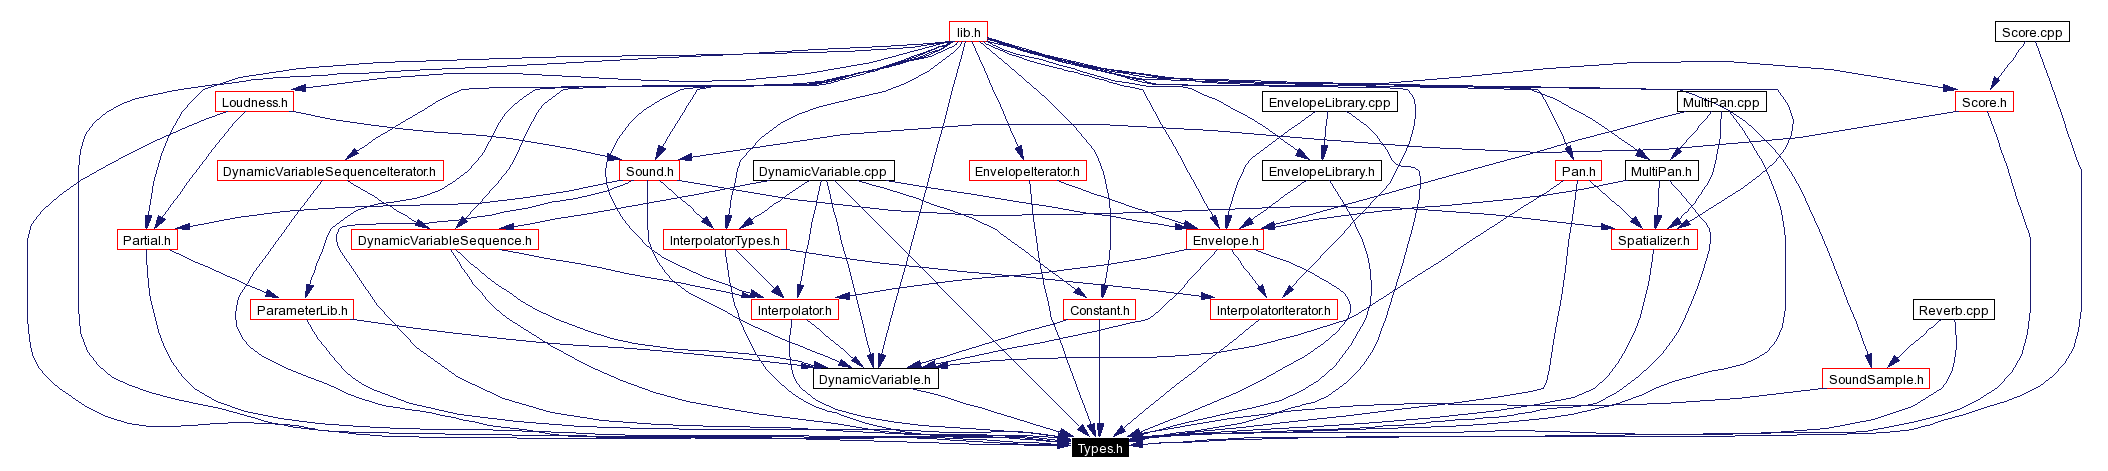 lib.h
Score.cpp
Loudness.h
EnvelopeLibrary.cpp
MultiPan.cpp
Score.h
DynamicVariableSequenceIterator.h
Sound.h
DynamicVariable.cpp
EnvelopeIterator.h
EnvelopeLibrary.h
Pan.h
MultiPan.h
Partial.h
DynamicVariableSequence.h
InterpolatorTypes.h
Envelope.h
Spatializer.h
ParameterLib.h
Interpolator.h
Constant.h
InterpolatorIterator.h
Reverb.cpp
DynamicVariable.h
SoundSample.h
Types.h